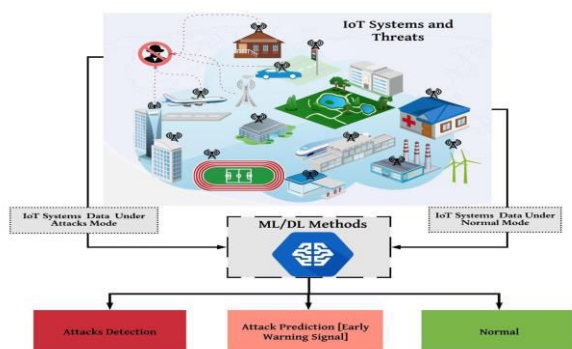 IoT Systems and
Threats
IoT Systems Data Under
Attacks Mode
IoT Systems Data Under
Normal Mode
ML/DL Methods
Attacks Detection
Attack Prediction [Early
Warning Signal]
Normal